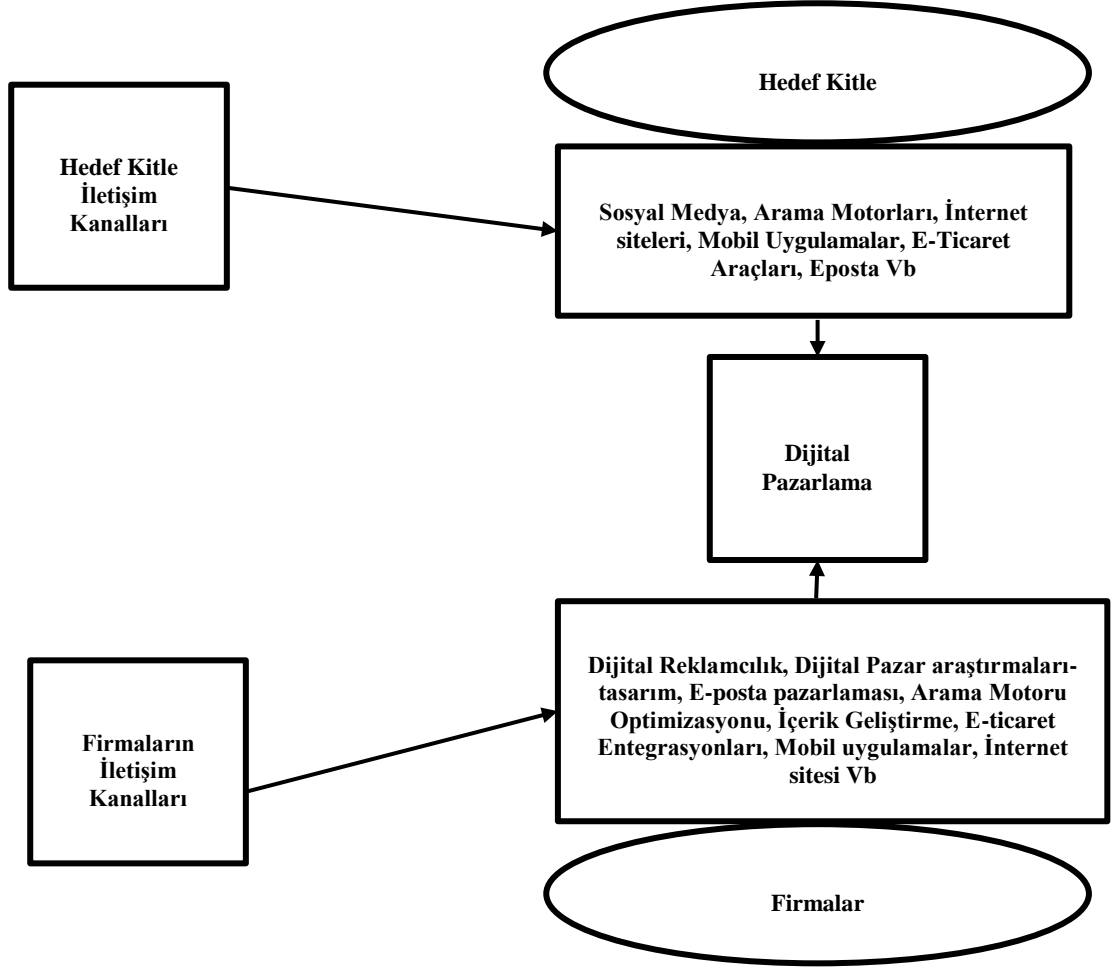 Hedef Kitle
Hedef Kitle
İletişim
Kanalları
Sosyal Medya, Arama Motorları, İnternet
siteleri, Mobil Uygulamalar, E-Ticaret
Araçları, Eposta Vb
Dijital
Pazarlama
Dijital Reklamcılık, Dijital Pazar araştırmaları-
tasarım, E-posta pazarlaması, Arama Motoru
Optimizasyonu, İçerik Geliştirme, E-ticaret
Entegrasyonları, Mobil uygulamalar, İnternet
sitesi Vb
Firmaların
İletişim
Kanalları
Firmalar